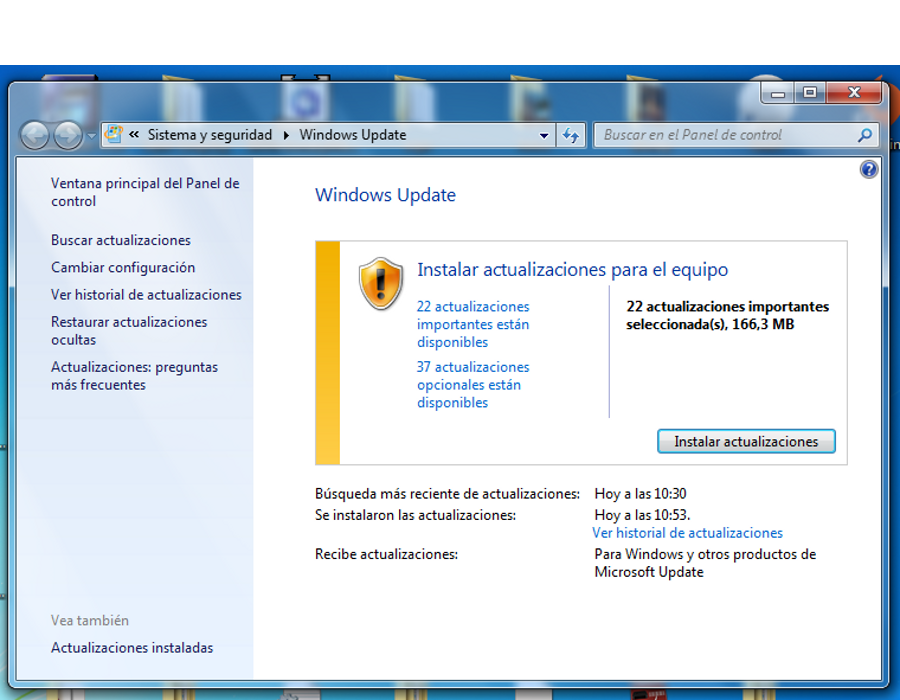 « Sistema y seguridad ▸ Windows Update
Buscar en el Panel de control
Ventana principal del Panel de
control
Buscar actualizaciones
Cambiar configuración
Ver historial de actualizaciones
Restaurar actualizaciones
ocultas
Actualizaciones: preguntas
más frecuentes
Vea también
Actualizaciones instaladas
Windows Update
Instalar actualizaciones para el equipo
22 actualizaciones
importantes están
disponibles
37 actualizaciones
opcionales están
disponibles
22 actualizaciones importantes
seleccionada(s), 166,3 MB
Instalar actualizaciones
Búsqueda más reciente de actualizaciones: Hoy a las 10:30
Se instalaron las actualizaciones: Hoy a las 10:53.
Ver historial de actualizaciones
Recibe actualizaciones: Para Windows y otros productos de
Microsoft Update